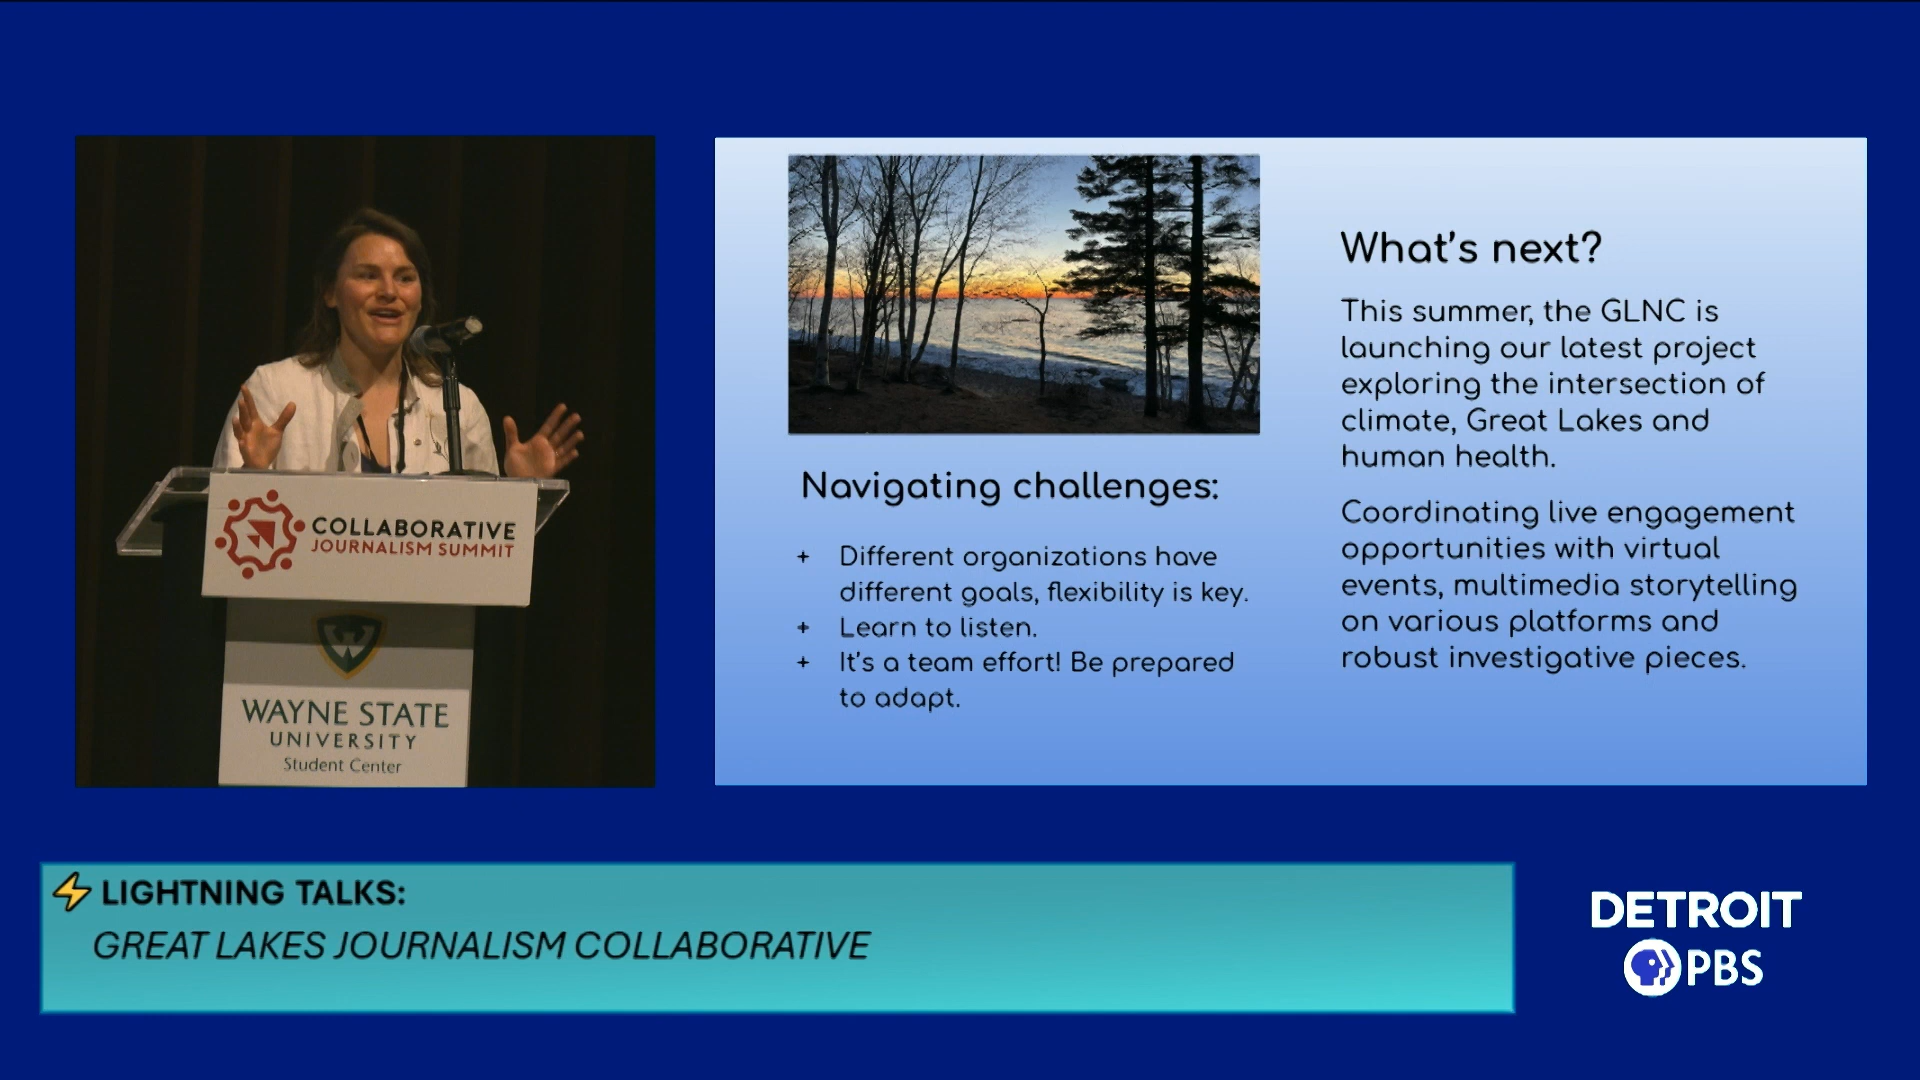 COLLABORATIVE
JOURNALISM SUMMIT
WAYNE STATE
UNIVERSITY
Student Center
Navigating challenges:
+ Different organizations have
different goals, flexibility is key.
+ Learn to listen.
+ It's a team effort! Be prepared
to adapt.
What's next?
This summer, the GLNC is
launching our latest project
exploring the intersection of
climate, Great Lakes and
human health.
Coordinating live engagement
opportunities with virtual
events, multimedia storytelling
on various platforms and
robust investigative pieces.
⚡ LIGHTNING TALKS:
GREAT LAKES JOURNALISM COLLABORATIVE
DETROIT
PBS